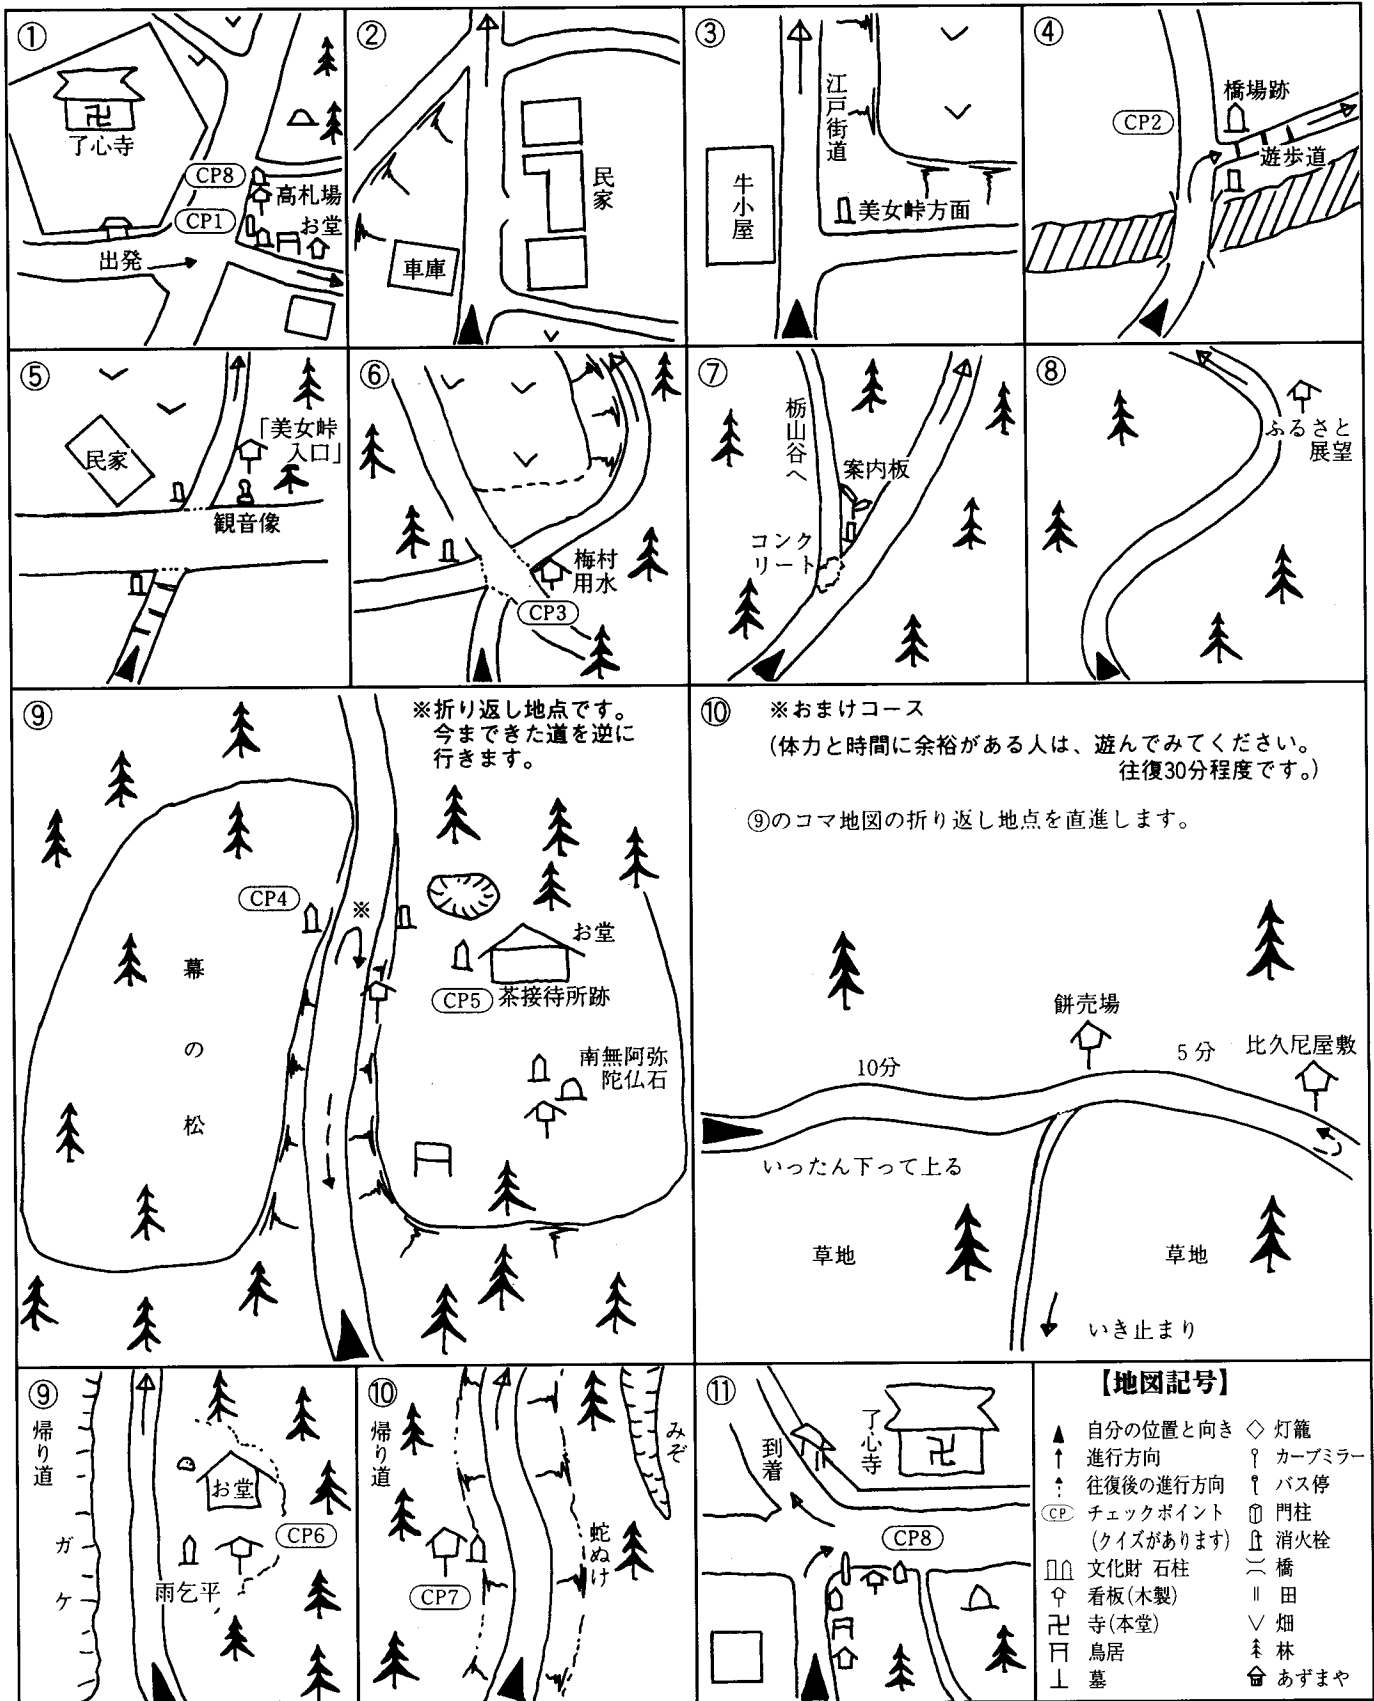 ①
了心寺
CP8
高札場
CP1
お堂
出発
②
民家
車庫
③
江戸街道
牛小屋
美女峠方面
④
橋場跡
CP2
遊歩道
⑤
民家
「美女峠
入口」
観音像
⑥
梅村
用水
CP3
⑦
栃山谷へ
案内板
コンク
リート
⑧
ふるさと
展望
⑨
※折り返し地点です。
今まできた道を逆に
行きます。
CP4
※
お堂
CP5 茶接待所跡
幕の松
南無阿弥
陀仏石
⑩
※おまけコース
(体力と時間に余裕がある人は、遊んでみてください。
往復30分程度です。)
⑨のコマ地図の折り返し地点を直進します。
餅売場
10分
5分
比久尼屋敷
いったん下って上る
草地
草地
いき止まり
⑨
帰り道
ガケ
お堂
CP6
雨乞平
⑩
帰り道
みぞ
蛇ぬけ
CP7
⑪
到着
了心寺
卍
CP8
【地図記号】
自分の位置と向き
進行方向
往復後の進行方向
CP チェックポイント
(クイズがあります)
文化財 石柱
看板(木製)
卍 寺(本堂)
鳥居
墓
灯籠
カーブミラー
バス停
門柱
消火栓
橋
田
畑
林
あずまや